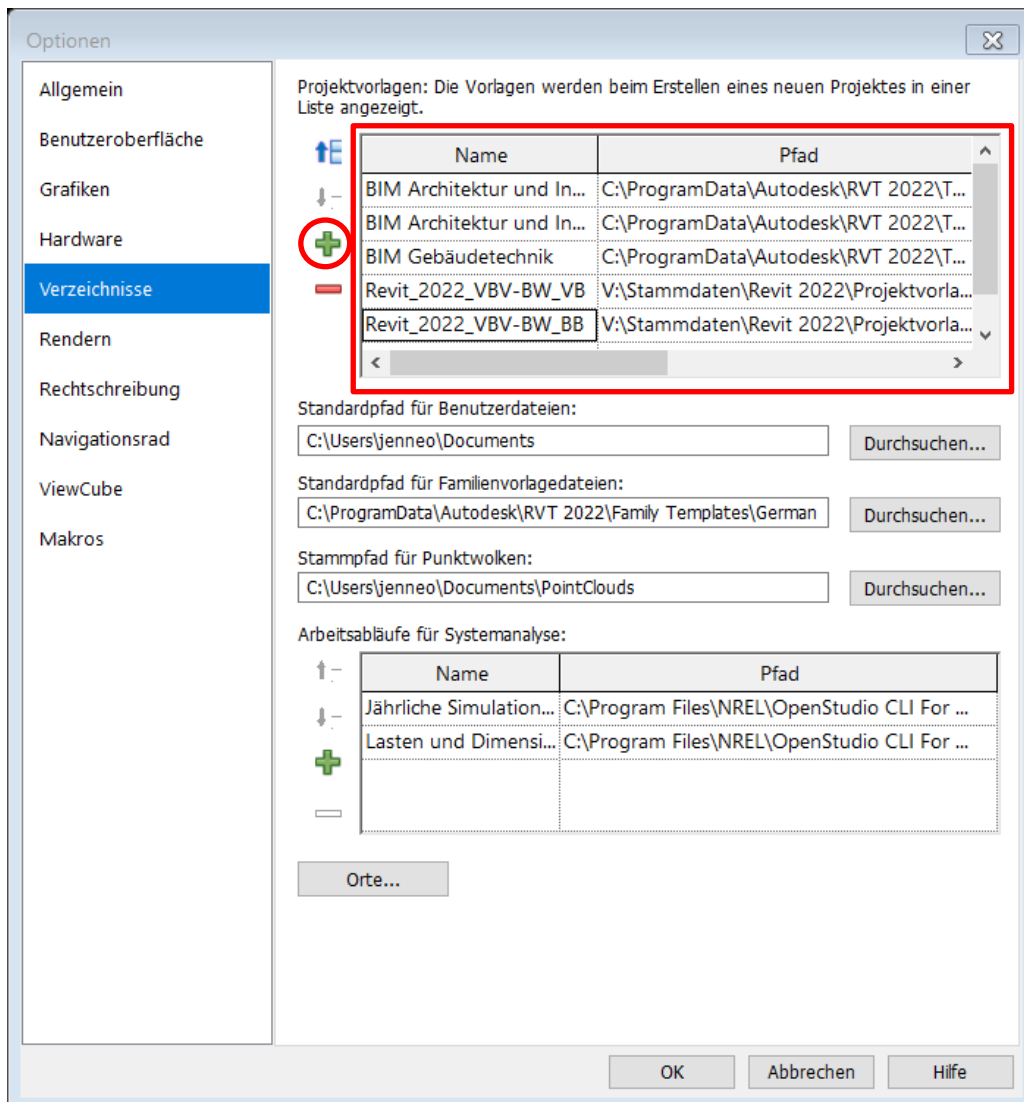 Optionen
Allgemein
Benutzeroberfläche
Grafiken
Hardware
Verzeichnisse
Rendern
Rechtschreibung
Navigationsrad
ViewCube
Makros
Projektvorlagen: Die Vorlagen werden beim Erstellen eines neuen Projektes in einer
Liste angezeigt.
Name Pfad
BIM Architektur und In... C:\ProgramData\Autodesk\RVT 2022\T...
BIM Architektur und In... C:\ProgramData\Autodesk\RVT 2022\T...
BIM Gebäudetechnik C:\ProgramData\Autodesk\RVT 2022\T...
Revit_2022_VBV-BW_VB V:\Stammdaten\Revit 2022\Projektvorla...
Revit_2022_VBV-BW_BB V:\Stammdaten\Revit 2022\Projektvorla...
Standardpfad für Benutzerdateien:
C:\Users\jenneo\Documents Durchsuchen...
Standardpfad für Familienvorlagedateien:
C:\ProgramData\Autodesk\RVT 2022\Family Templates\German Durchsuchen...
Stammpfad für Punktwolken:
C:\Users\jenneo\Documents\PointClouds Durchsuchen...
Arbeitsabläufe für Systemanalyse:
Name Pfad
Jährliche Simulation... C:\Program Files\NREL\OpenStudio CLI For ...
Lasten und Dimensi... C:\Program Files\NREL\OpenStudio CLI For ...
Orte...
OK Abbrechen Hilfe